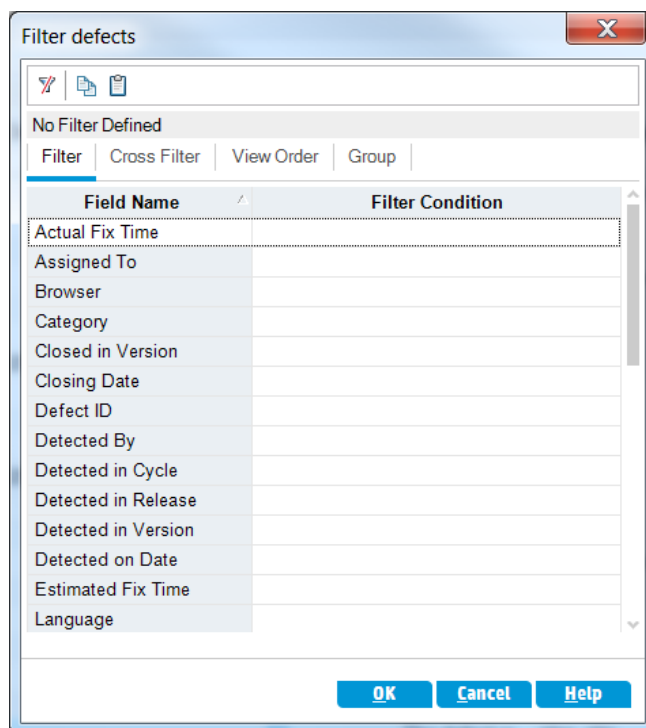 Filter defects
No Filter Defined
Filter Cross Filter View Order Group
Field Name Filter Condition
Actual Fix Time
Assigned To
Browser
Category
Closed in Version
Closing Date
Defect ID
Detected By
Detected in Cycle
Detected in Release
Detected in Version
Detected on Date
Estimated Fix Time
Language
OK Cancel Help